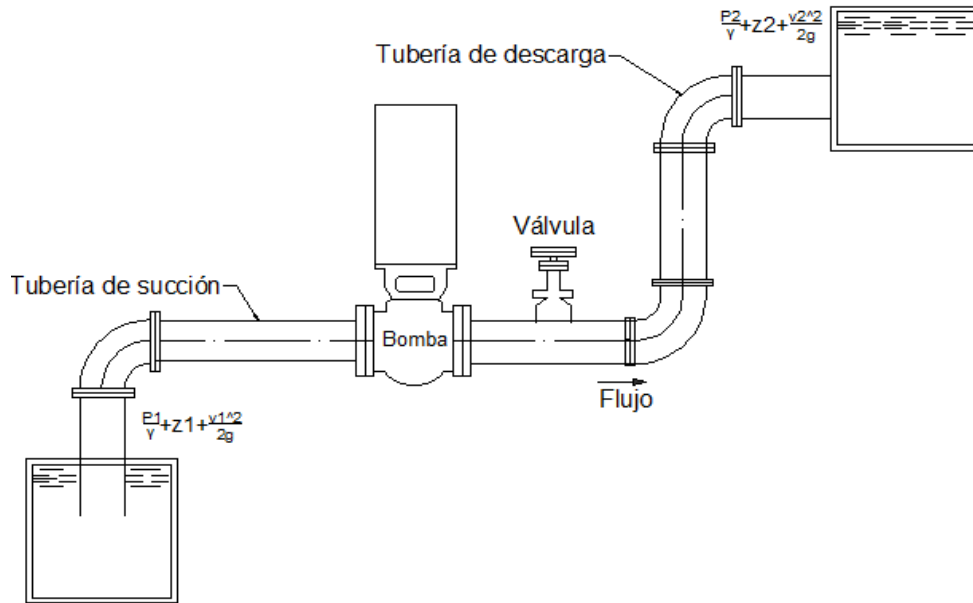 P2/γ+z2+v2^2/2g
Tubería de descarga
Válvula
Tubería de succión
Bomba
Flujo
P1/γ+z1+v1^2/2g